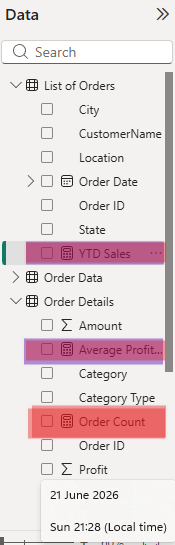 Data
Search
List of Orders
City
CustomerName
Location
Order Date
Order ID
State
YTD Sales
Order Data
Order Details
Amount
Average Profit...
Category
Category Type
Order Count
Order ID
Profit
21 June 2026
Sun 21:28 (Local time)